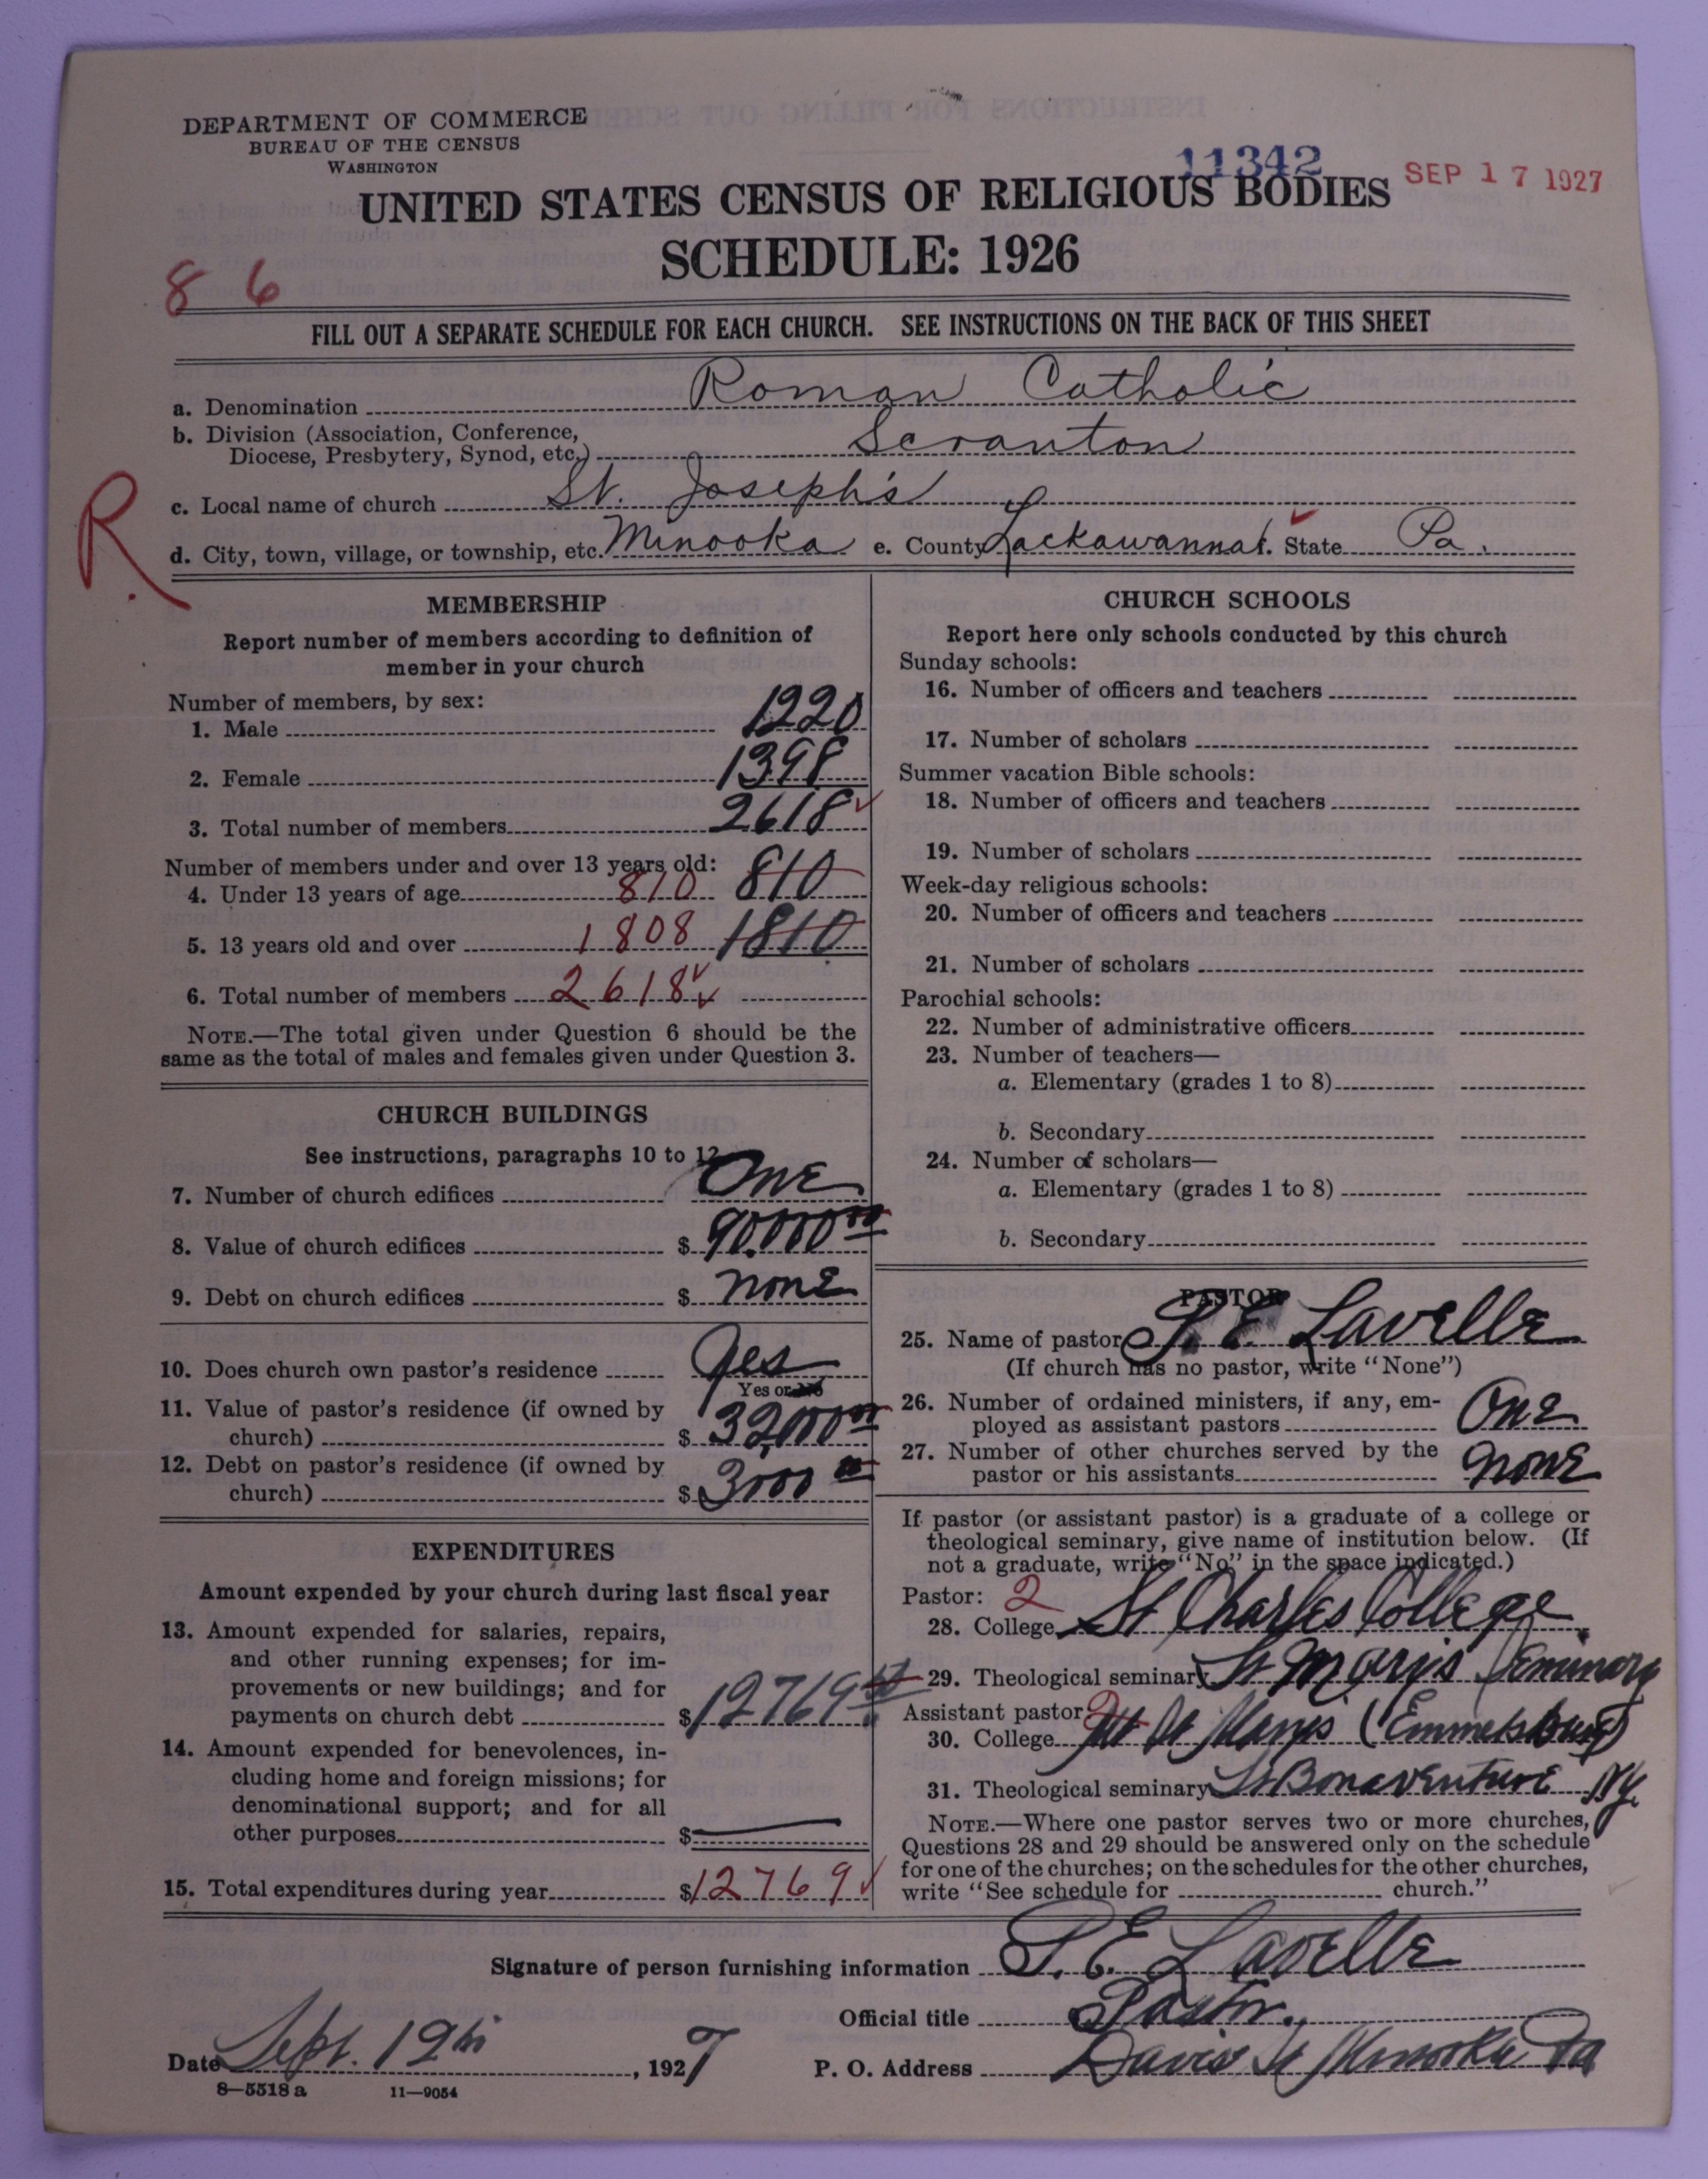 DEPARTMENT OF COMMERCE
BUREAU OF THE CENSUS
WASHINGTON
11342
SEP 17 1927
UNITED STATES CENSUS OF RELIGIOUS BODIES
SCHEDULE: 1926
8 6
FILL OUT A SEPARATE SCHEDULE FOR EACH CHURCH. SEE INSTRUCTIONS ON THE BACK OF THIS SHEET
a. Denomination Roman Catholic
b. Division (Association, Conference,
Diocese, Presbytery, Synod, etc.) Scranton
R.
c. Local name of church St. Joseph's
d. City, town, village, or township, etc. Minooka e. County Lackawanna f. State Pa.
MEMBERSHIP
Report number of members according to definition of
member in your church
Number of members, by sex:
1. Male 1220
2. Female 1398
3. Total number of members 2618 ✓
Number of members under and over 13 years old:
4. Under 13 years of age 810 810
5. 13 years old and over 1808 1810
6. Total number of members 2618 ✓
NOTE.—The total given under Question 6 should be the
same as the total of males and females given under Question 3.
CHURCH BUILDINGS
See instructions, paragraphs 10 to 12
7. Number of church edifices One
8. Value of church edifices $ 90,000 00
9. Debt on church edifices $ none
10. Does church own pastor's residence Yes
Yes or No
11. Value of pastor's residence (if owned by
church) $ 32,000 00
12. Debt on pastor's residence (if owned by
church) $ 3000 00
EXPENDITURES
Amount expended by your church during last fiscal year
13. Amount expended for salaries, repairs,
and other running expenses; for im-
provements or new buildings; and for
payments on church debt $ 12769
14. Amount expended for benevolences, in-
cluding home and foreign missions; for
denominational support; and for all
other purposes $ —
15. Total expenditures during year $ 12769 ✓
CHURCH SCHOOLS
Report here only schools conducted by this church
Sunday schools:
16. Number of officers and teachers
17. Number of scholars
Summer vacation Bible schools:
18. Number of officers and teachers
19. Number of scholars
Week-day religious schools:
20. Number of officers and teachers
21. Number of scholars
Parochial schools:
22. Number of administrative officers
23. Number of teachers—
a. Elementary (grades 1 to 8)
b. Secondary
24. Number of scholars—
a. Elementary (grades 1 to 8)
b. Secondary
PASTOR
25. Name of pastor P. E. Lavelle
(If church has no pastor, write "None")
26. Number of ordained ministers, if any, em-
ployed as assistant pastors One
27. Number of other churches served by the
pastor or his assistants none
If pastor (or assistant pastor) is a graduate of a college or
theological seminary, give name of institution below. (If
not a graduate, write "No" in the space indicated.)
Pastor: 2
28. College St Charles College
29. Theological seminary St Mary's Seminary
Assistant pastor: 2
30. College Mt St Marys (Emmetsburg)
31. Theological seminary St Bonaventure N.Y.
NOTE.—Where one pastor serves two or more churches,
Questions 28 and 29 should be answered only on the schedule
for one of the churches; on the schedules for the other churches,
write "See schedule for church."
Signature of person furnishing information P. E. Lavelle
Official title Pastor.
Date Sept. 12th, 1927 P. O. Address Davis St Minooka Pa
8—5518 a 11—9054